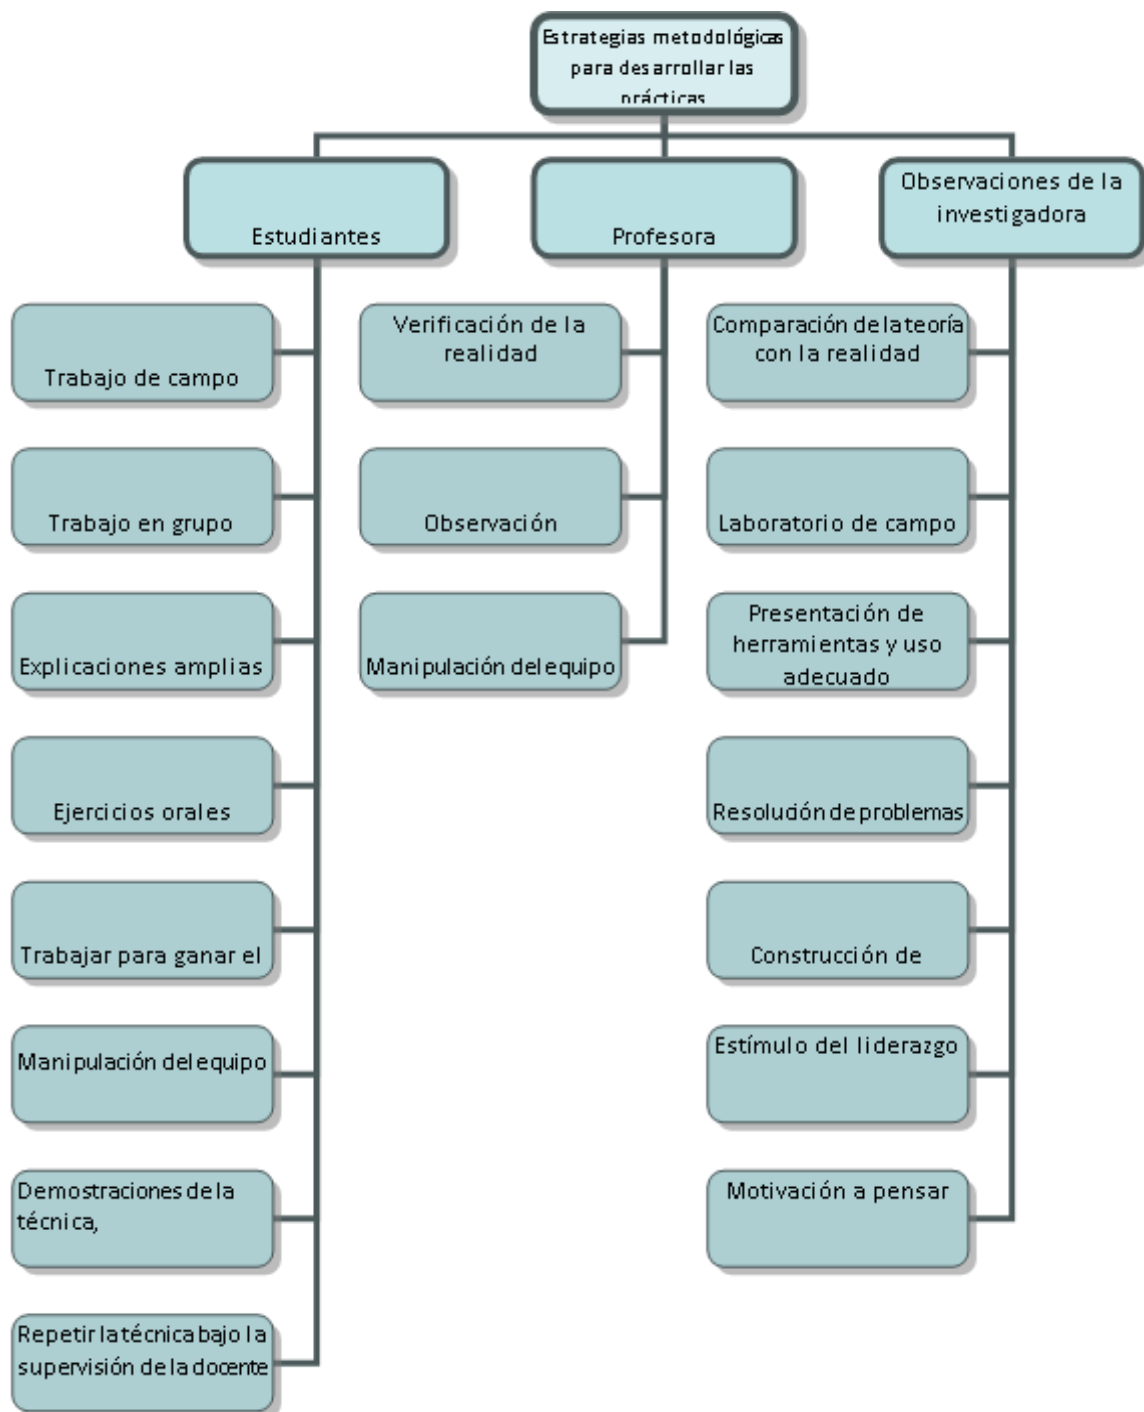 Estrategias metodológicas
para desarrollar las
prácticas
Estudiantes
Profesora
Observaciones de la
investigadora
Trabajo de campo
Trabajo en grupo
Explicaciones amplias
Ejercicios orales
Trabajar para ganar el
Manipulación del equipo
Demostraciones de la
técnica,
Repetir la técnica bajo la
supervisión de la docente
Verificación de la
realidad
Observación
Manipulación del equipo
Comparación de la teoría
con la realidad
Laboratorio de campo
Presentación de
herramientas y uso
adecuado
Resolución de problemas
Construcción de
Estímulo del liderazgo
Motivación a pensar